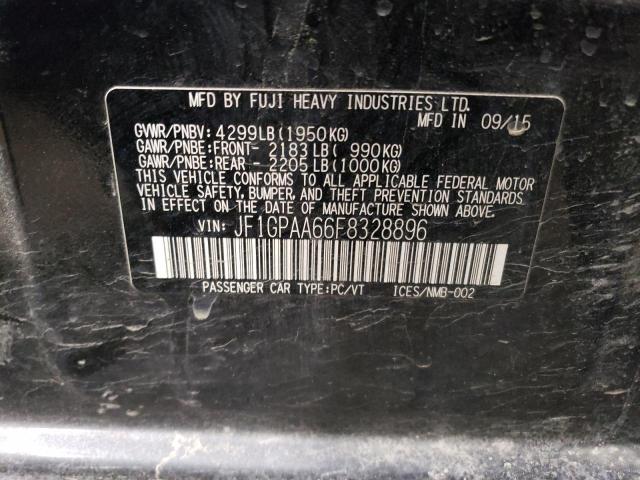 MFD BY FUJI HEAVY INDUSTRIES LTD.
MFD IN 09/15
GVWR/PNBV: 4299LB(1950KG)
GAWR/PNBE:FRONT- 2183LB( 990KG)
GAWR/PNBE:REAR - 2205LB(1000KG)
THIS VEHICLE CONFORMS TO ALL APPLICABLE FEDERAL MOTOR
VEHICLE SAFETY, BUMPER, AND THEFT PREVENTION STANDARDS
IN EFFECT ON THE DATE OF MANUFACTURE SHOWN ABOVE.
VIN: JF1GPAA66F8328896
PASSENGER CAR TYPE:PC/VT ICES/NMB-002